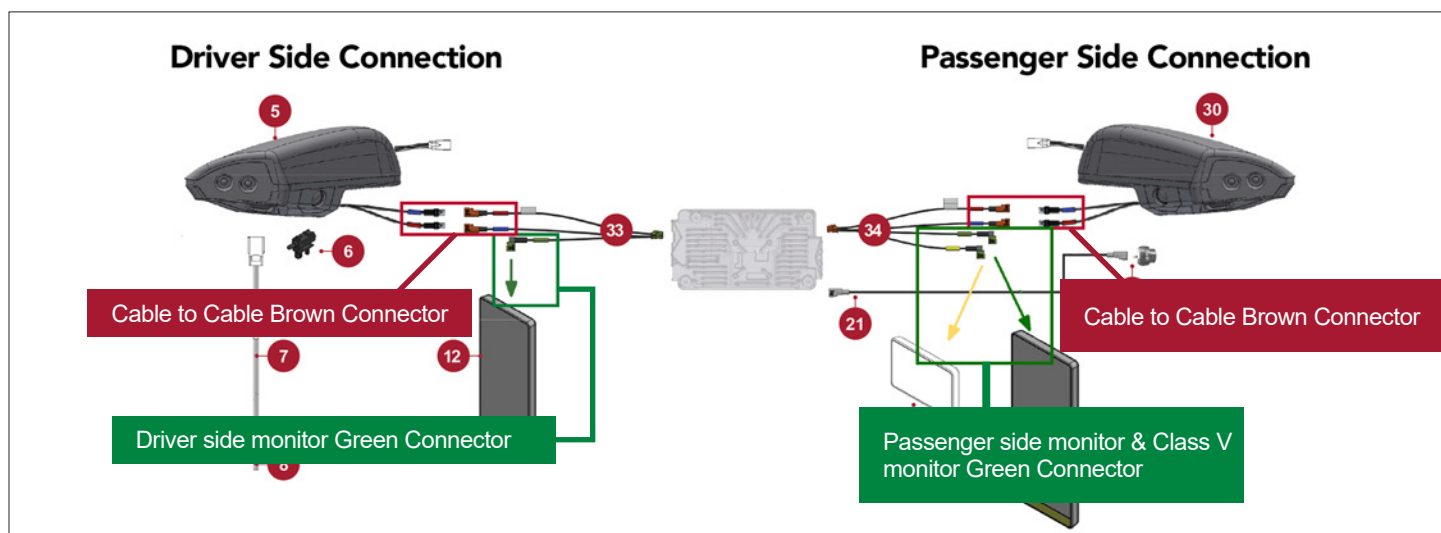 Driver Side Connection
Passenger Side Connection
5
30
33
34
6
Cable to Cable Brown Connector
21
Cable to Cable Brown Connector
7
12
Driver side monitor Green Connector
Passenger side monitor & Class V
monitor Green Connector
8